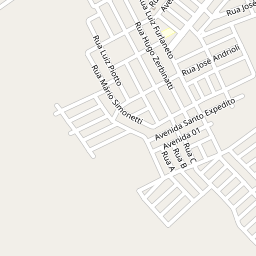 Rua Luiz Furlaneto
Ave
Rua José
Rua Hugo Zerbinatti
Rua Luiz Piotto
Rua José Andrioli
Rua Mário Simonetti
Avenida Santo Expedito
Avenida 01
Rua A
Rua B
Rua C